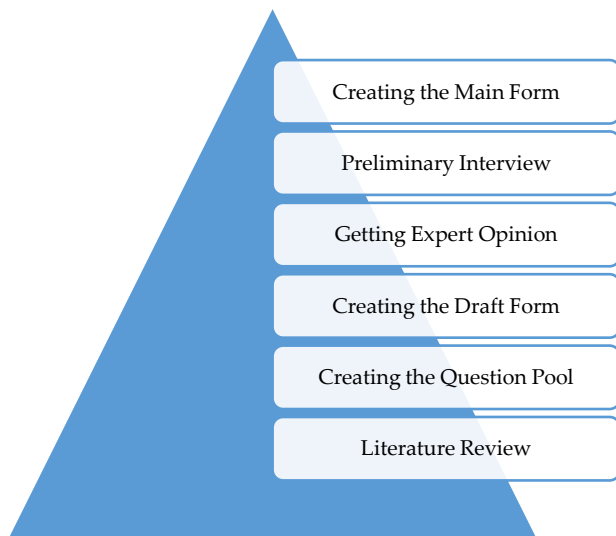 Creating the Main Form
Preliminary Interview
Getting Expert Opinion
Creating the Draft Form
Creating the Question Pool
Literature Review